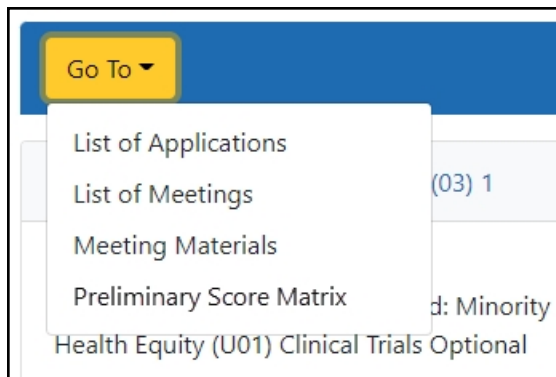 Go To
List of Applications
List of Meetings
(03) 1
Meeting Materials
Preliminary Score Matrix
d: Minority
Health Equity (U01) Clinical Trials Optional